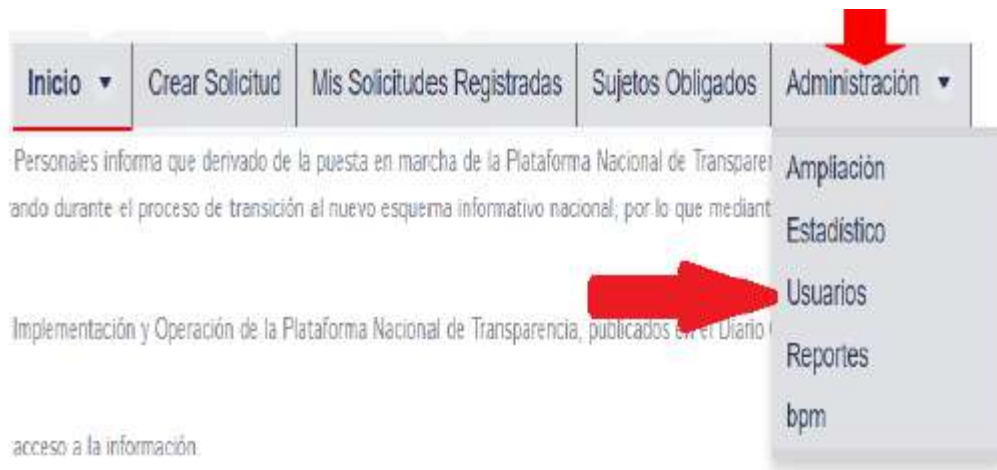 Inicio Crear Solicitud Mis Solicitudes Registradas Sujetos Obligados Administración
Personales informa que derivado de la puesta en marcha de la Plataforma Nacional de Transparen
ando durante el proceso de transición al nuevo esquema informativo nacional; por lo que mediant
Implementación y Operación de la Plataforma Nacional de Transparencia, publicados en el Diario
acceso a la información.
Ampliación
Estadístico
Usuarios
Reportes
bpm